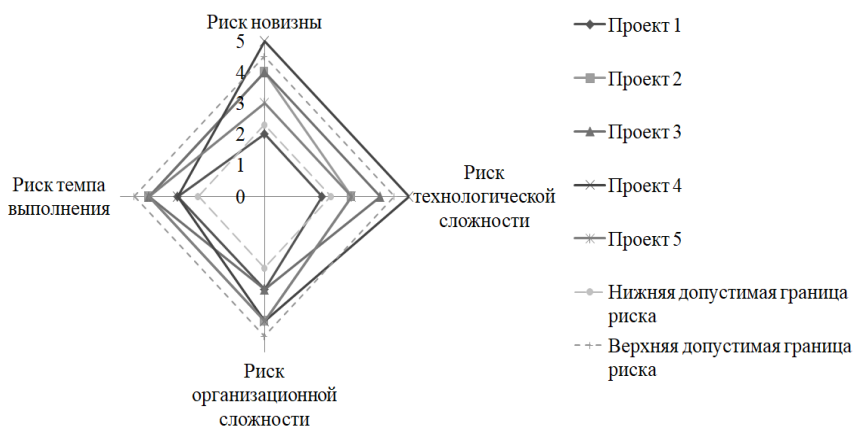 Риск новизны
5
4
3
2
1
0
Риск темпа
выполнения
Риск
технологической
сложности
Риск
организационной
сложности
Проект 1
Проект 2
Проект 3
Проект 4
Проект 5
Нижняя допустимая граница
риска
Верхняя допустимая граница
риска